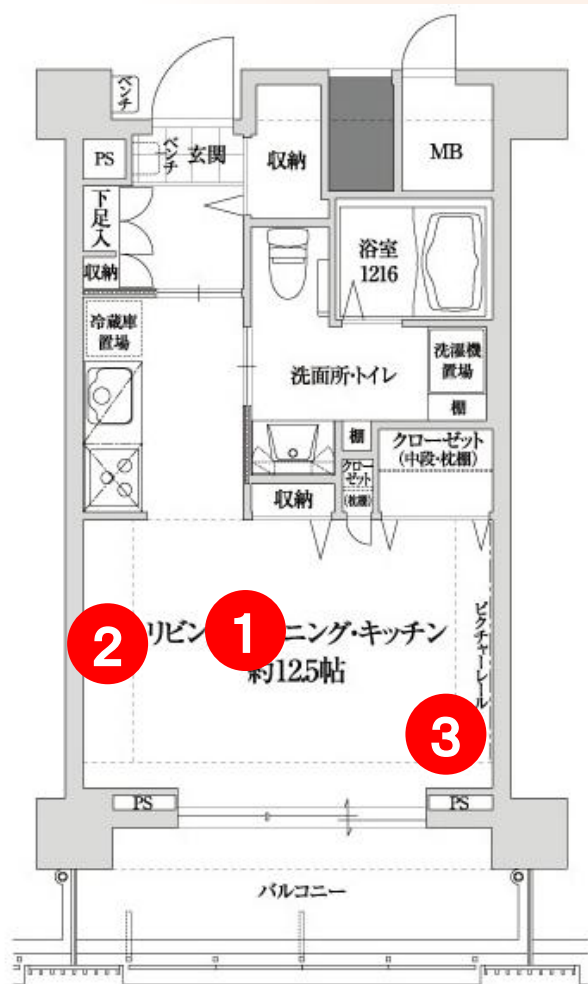 ベンチ
PS
ベンチ
玄関
収納
MB
下足入
収納
浴室
1216
冷蔵庫
置場
洗面所・トイレ
洗濯機
置場
棚
棚
クローゼット
(中段・枕棚)
クロー
ゼット
(枕棚)
収納
2
リビン
1
ニング・キッチン
約12.5帖
ピクチャーレール
3
PS
PS
バルコニー